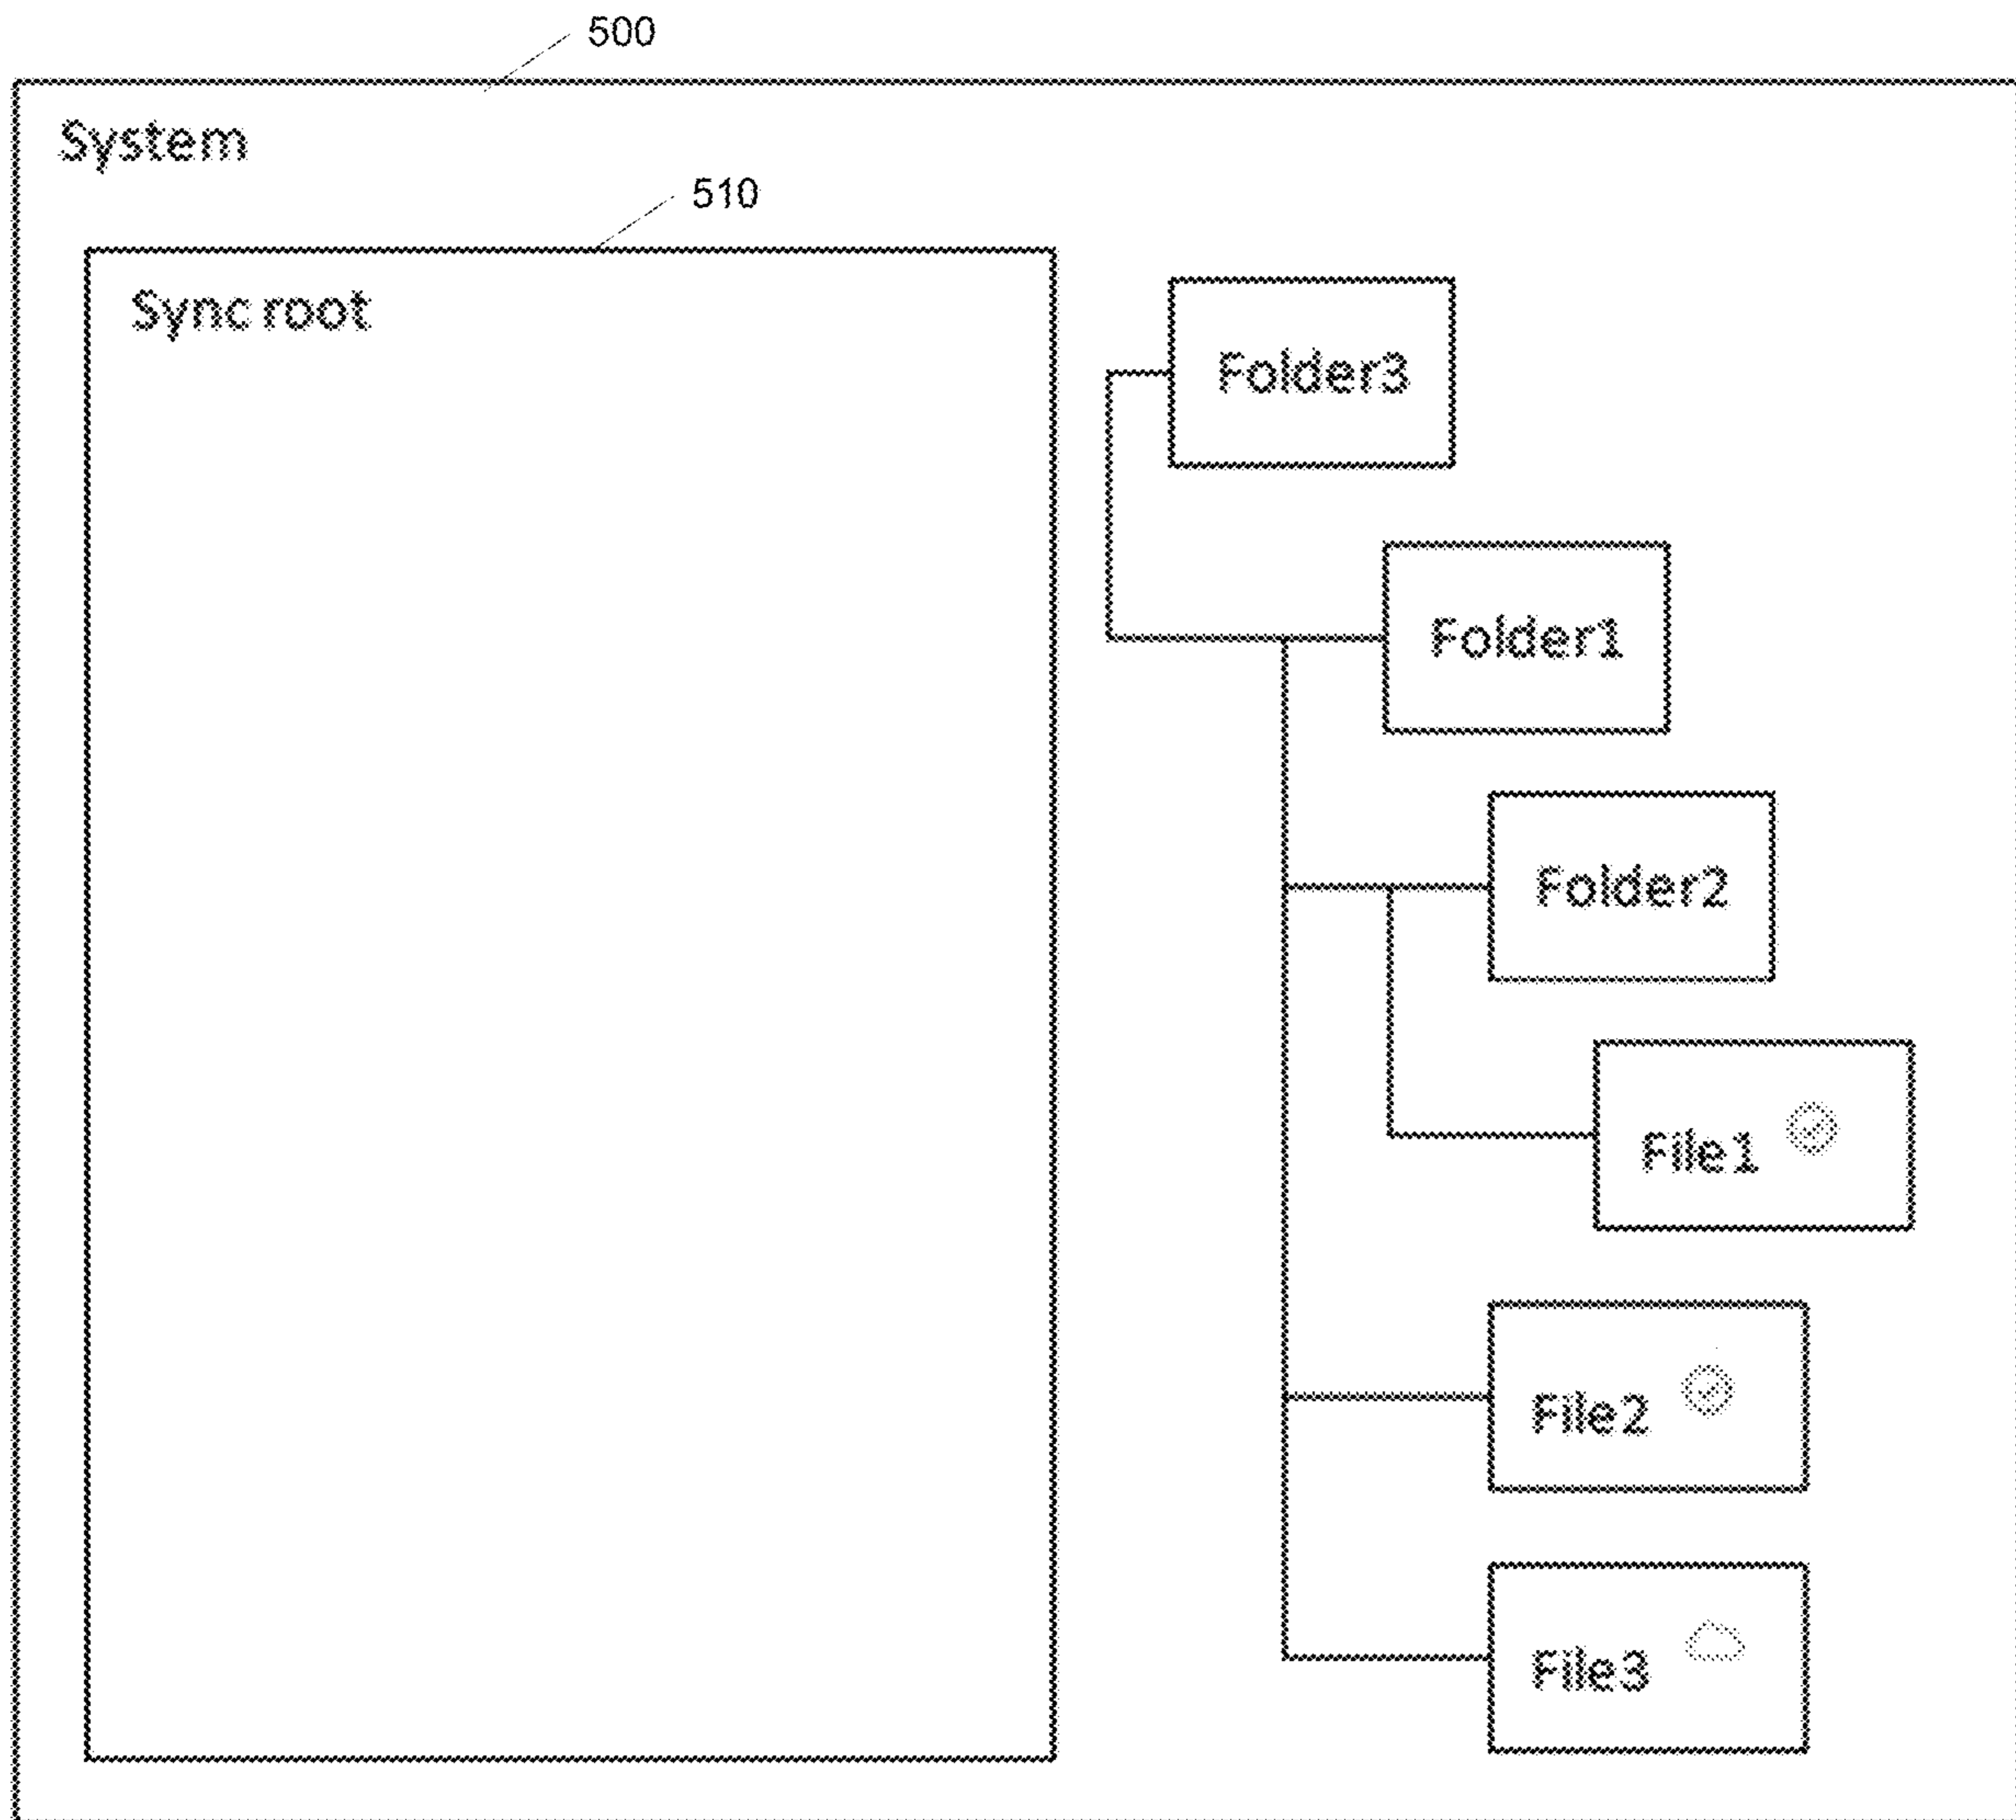 500
System
510
Sync root
Folder3
Folder1
Folder2
File1
File2
File3